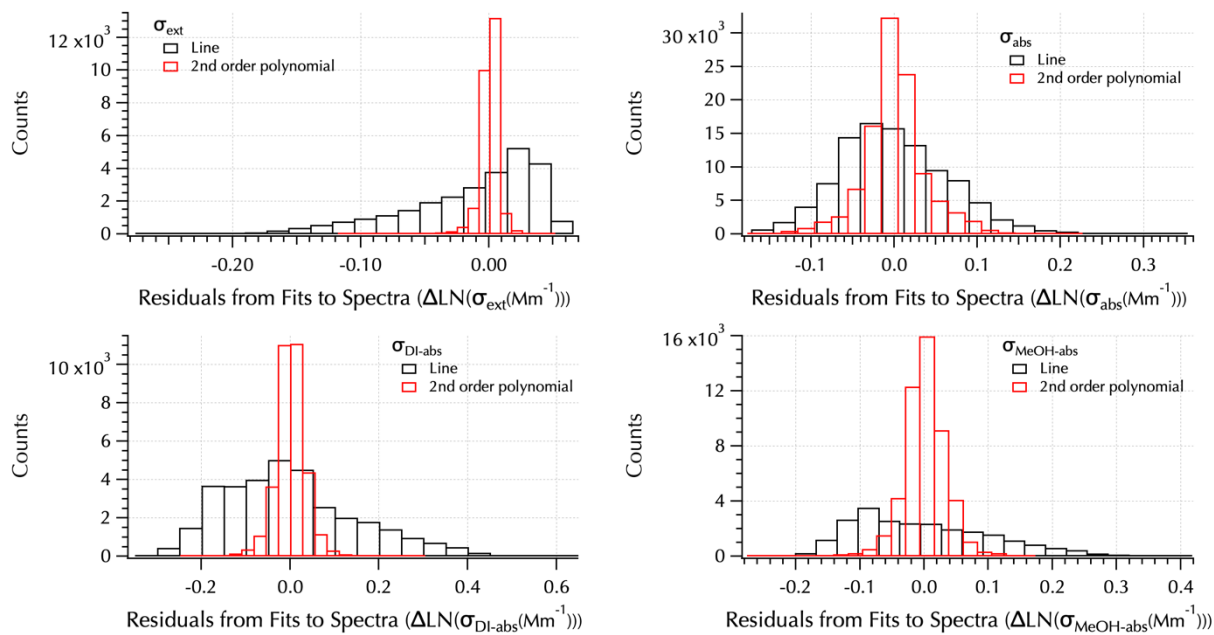 σext
Line
2nd order polynomial
12 x10³
10
8
6
4
2
0
Counts
-0.20
-0.10
0.00
Residuals from Fits to Spectra (ΔLN(σext(Mm⁻¹)))
σabs
Line
2nd order polynomial
30 x10³
25
20
15
10
5
0
Counts
-0.1
0.0
0.1
0.2
0.3
Residuals from Fits to Spectra (ΔLN(σabs(Mm⁻¹))
σDI-abs
Line
2nd order polynomial
10 x10³
8
6
4
2
0
Counts
-0.2
0.0
0.2
0.4
0.6
Residuals from Fits to Spectra (ΔLN(σDI-abs(Mm⁻¹)))
σMeOH-abs
Line
2nd order polynomial
16 x10³
12
8
4
0
Counts
-0.2
-0.1
0.0
0.1
0.2
0.3
0.4
Residuals from Fits to Spectra (ΔLN(σMeOH-abs(Mm⁻¹)))